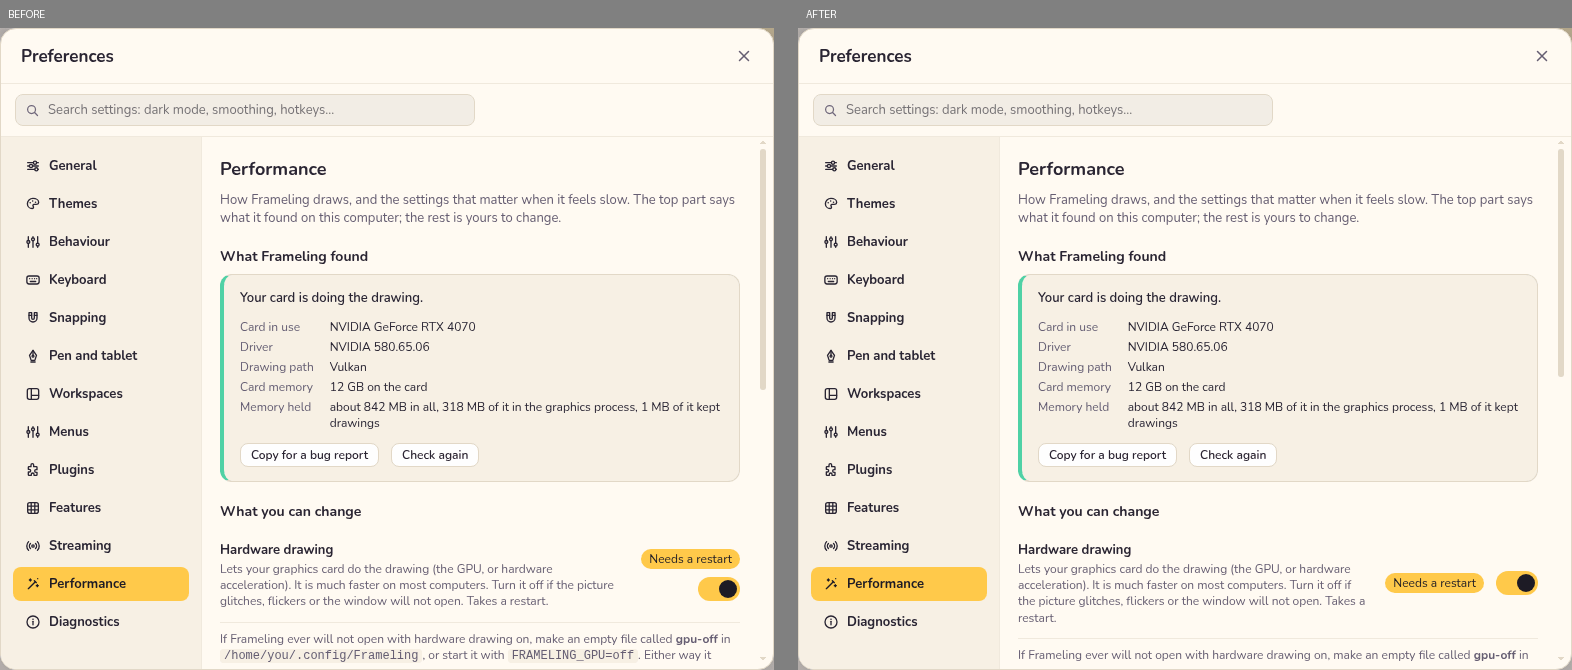 BEFORE
Preferences
Search settings: dark mode, smoothing, hotkeys...
General
Themes
Behaviour
Keyboard
Snapping
Pen and tablet
Workspaces
Menus
Plugins
Features
Streaming
Performance
Diagnostics
Performance
How Frameling draws, and the settings that matter when it feels slow. The top part says
what it found on this computer; the rest is yours to change.
What Frameling found
Your card is doing the drawing.
Card in use NVIDIA GeForce RTX 4070
Driver NVIDIA 580.65.06
Drawing path Vulkan
Card memory 12 GB on the card
Memory held about 842 MB in all, 318 MB of it in the graphics process, 1 MB of it kept
drawings
Copy for a bug report Check again
What you can change
Hardware drawing
Lets your graphics card do the drawing (the GPU, or hardware
acceleration). It is much faster on most computers. Turn it off if the picture
glitches, flickers or the window will not open. Takes a restart.
Needs a restart
If Frameling ever will not open with hardware drawing on, make an empty file called gpu-off in
/home/you/.config/Frameling, or start it with FRAMELING_GPU=off. Either way it
AFTER
Preferences
Search settings: dark mode, smoothing, hotkeys...
General
Themes
Behaviour
Keyboard
Snapping
Pen and tablet
Workspaces
Menus
Plugins
Features
Streaming
Performance
Diagnostics
Performance
How Frameling draws, and the settings that matter when it feels slow. The top part says
what it found on this computer; the rest is yours to change.
What Frameling found
Your card is doing the drawing.
Card in use NVIDIA GeForce RTX 4070
Driver NVIDIA 580.65.06
Drawing path Vulkan
Card memory 12 GB on the card
Memory held about 842 MB in all, 318 MB of it in the graphics process, 1 MB of it kept
drawings
Copy for a bug report Check again
What you can change
Hardware drawing
Lets your graphics card do the drawing (the GPU, or hardware
acceleration). It is much faster on most computers. Turn it off if
the picture glitches, flickers or the window will not open. Takes a
restart.
Needs a restart
If Frameling ever will not open with hardware drawing on, make an empty file called gpu-off in